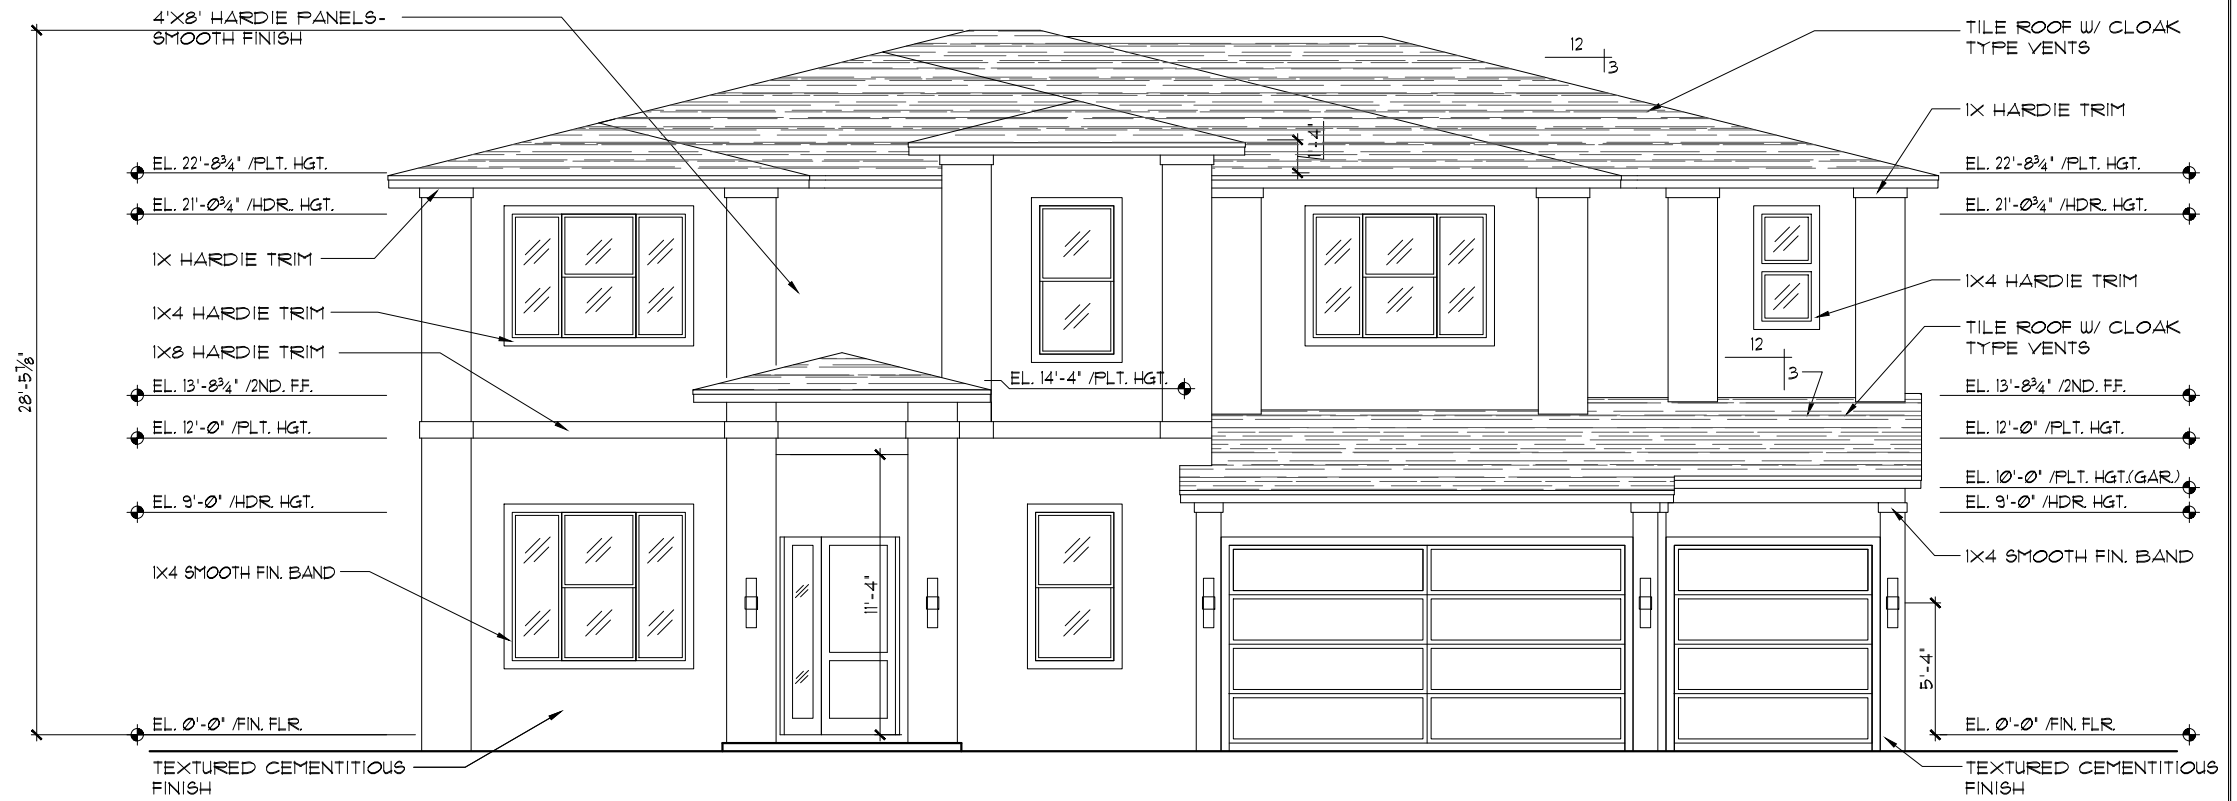 4'X8' HARDIE PANELS-
SMOOTH FINISH
EL. 22'-8¾" /PLT. HGT.
EL. 21'-0¾" /HDR. HGT.
1X HARDIE TRIM
1X4 HARDIE TRIM
1X8 HARDIE TRIM
28'-5⅞"
EL. 13'-8¾" /2ND. F.F.
EL. 12'-0" /PLT. HGT.
EL. 9'-0" /HDR. HGT.
1X4 SMOOTH FIN. BAND
EL. 0'-0" /FIN. FLR.
TEXTURED CEMENTITIOUS
FINISH
1'-4"
EL. 14'-4" /PLT. HGT.
11'-4"
12
3
12
3
TILE ROOF W/ CLOAK
TYPE VENTS
1X HARDIE TRIM
EL. 22'-8¾" /PLT. HGT.
EL. 21'-0¾" /HDR. HGT.
1X4 HARDIE TRIM
TILE ROOF W/ CLOAK
TYPE VENTS
EL. 13'-8¾" /2ND. F.F.
EL. 12'-0" /PLT. HGT.
EL. 10'-0" /PLT. HGT.(GAR.)
EL. 9'-0" /HDR. HGT.
1X4 SMOOTH FIN. BAND
5'-4"
EL. 0'-0" /FIN. FLR.
TEXTURED CEMENTITIOUS
FINISH